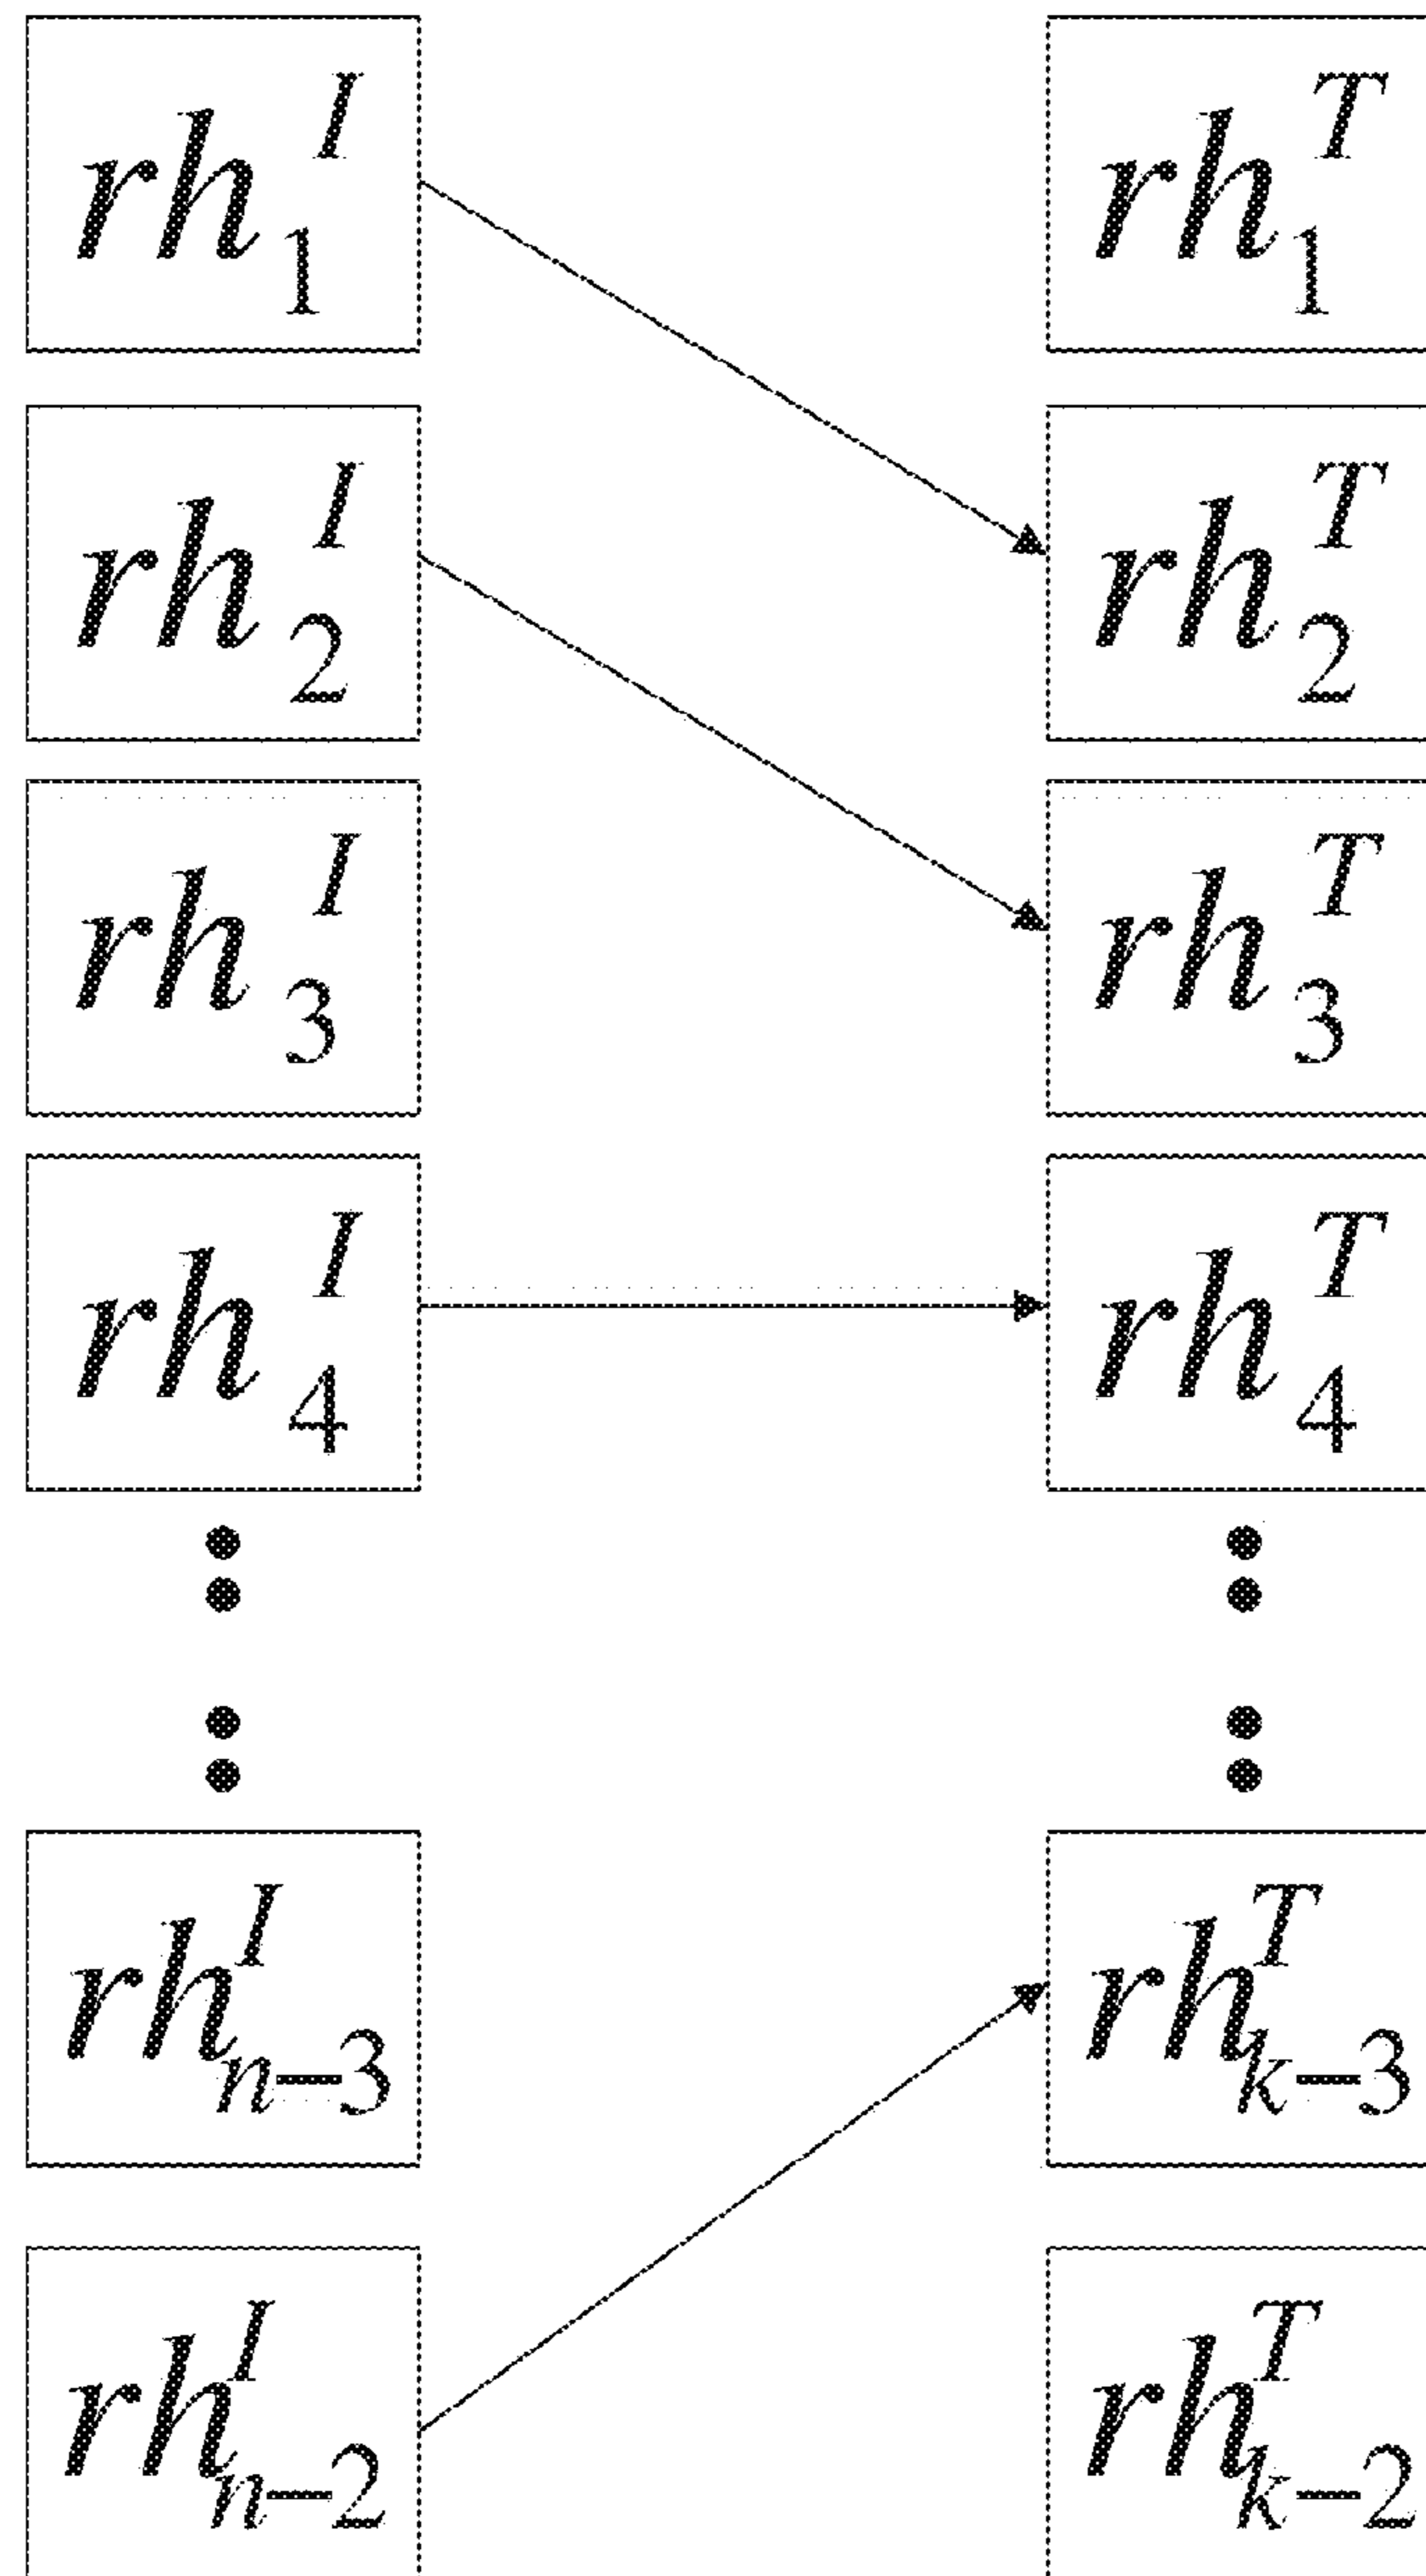 rh_1^I rh_1^T
rh_2^I rh_2^T
rh_3^I rh_3^T
rh_4^I rh_4^T
rh_{n-3}^I rh_{k-3}^T
rh_{n-2}^I rh_{k-2}^T